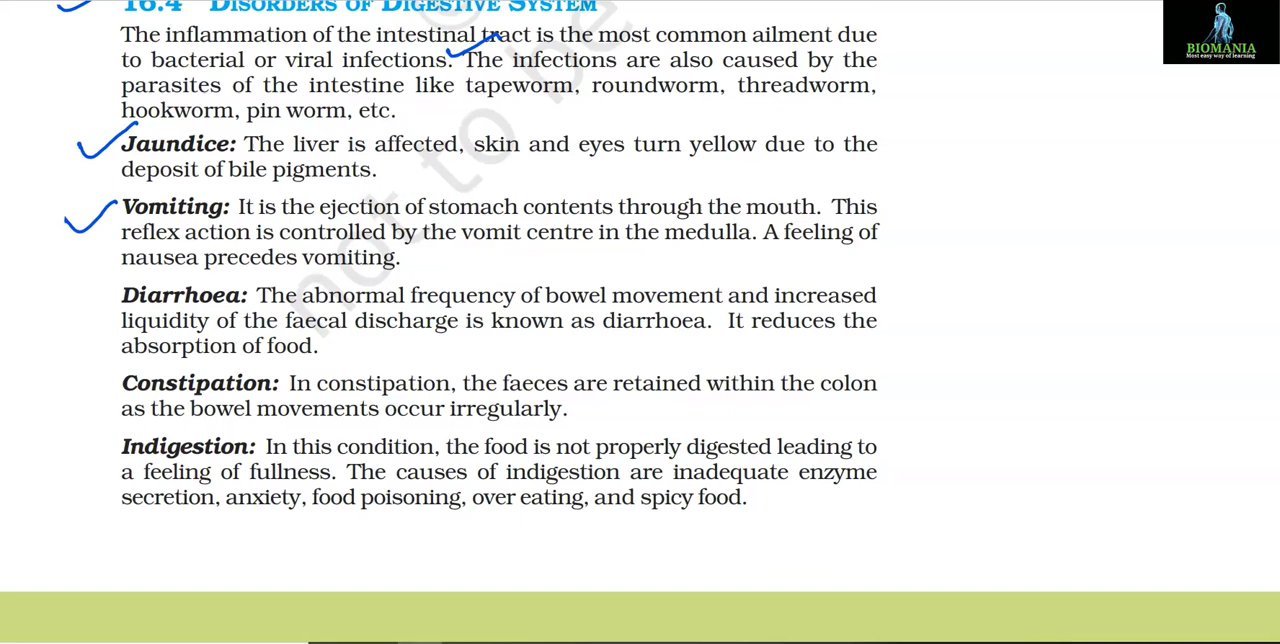 16.4 DISORDERS OF DIGESTIVE SYSTEM
The inflammation of the intestinal tract is the most common ailment due
to bacterial or viral infections. The infections are also caused by the
parasites of the intestine like tapeworm, roundworm, threadworm,
hookworm, pin worm, etc.
Jaundice: The liver is affected, skin and eyes turn yellow due to the
deposit of bile pigments.
Vomiting: It is the ejection of stomach contents through the mouth. This
reflex action is controlled by the vomit centre in the medulla. A feeling of
nausea precedes vomiting.
Diarrhoea: The abnormal frequency of bowel movement and increased
liquidity of the faecal discharge is known as diarrhoea. It reduces the
absorption of food.
Constipation: In constipation, the faeces are retained within the colon
as the bowel movements occur irregularly.
Indigestion: In this condition, the food is not properly digested leading to
a feeling of fullness. The causes of indigestion are inadequate enzyme
secretion, anxiety, food poisoning, over eating, and spicy food.
not to be
BIOMANIA
Most easy way of learning